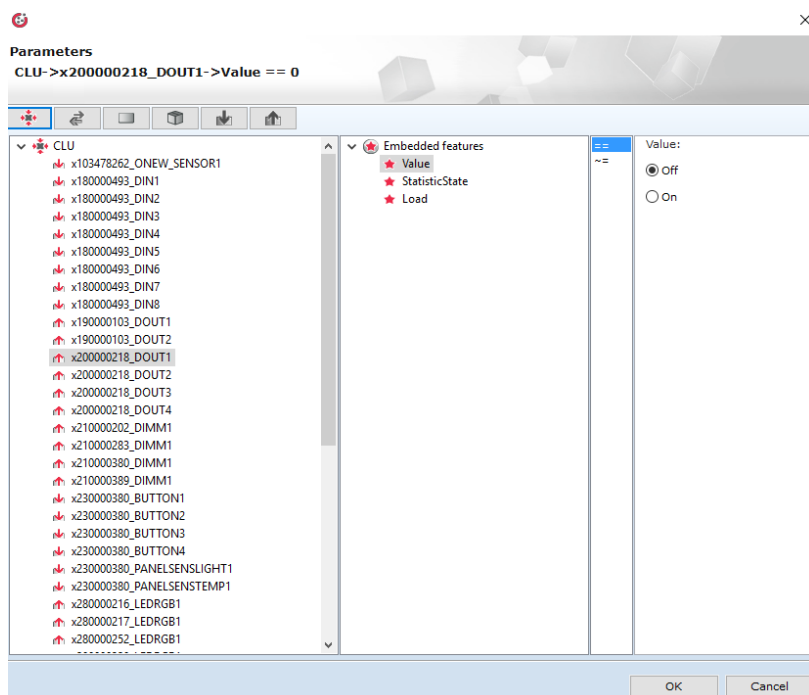 Parameters
CLU->x200000218_DOUT1->Value == 0
CLU
x103478262_ONEW_SENSOR1
x180000493_DIN1
x180000493_DIN2
x180000493_DIN3
x180000493_DIN4
x180000493_DIN5
x180000493_DIN6
x180000493_DIN7
x180000493_DIN8
x190000103_DOUT1
x190000103_DOUT2
x200000218_DOUT1
x200000218_DOUT2
x200000218_DOUT3
x200000218_DOUT4
x210000202_DIMM1
x210000283_DIMM1
x210000380_DIMM1
x210000389_DIMM1
x230000380_BUTTON1
x230000380_BUTTON2
x230000380_BUTTON3
x230000380_BUTTON4
x230000380_PANELSENSLIGHT1
x230000380_PANELSENSTEMP1
x280000216_LEDRGB1
x280000217_LEDRGB1
x280000252_LEDRGB1
Embedded features
Value
StatisticState
Load
==
~=
Value:
Off
On
OK
Cancel